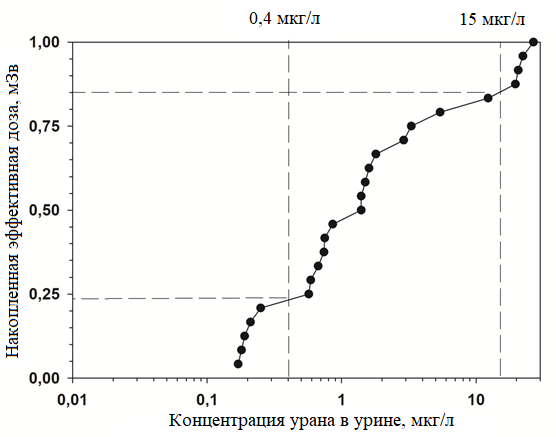 0,4 мкг/л
15 мкг/л
Накопленная эффективная доза, мЗв
1,00
0,75
0,50
0,25
0,00
0,01
0,1
1
10
Концентрация урана в урине, мкг/л